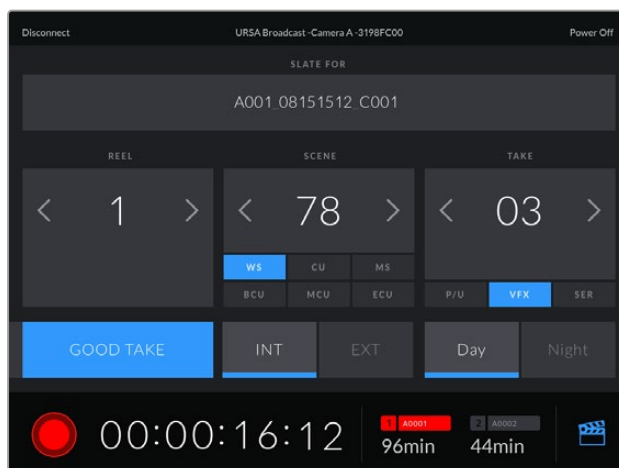 Disconnect
URSA Broadcast -Camera A -3198FC00
Power Off
SLATE FOR
A001_08151512_C001
REEL
SCENE
TAKE
< 1 >
< 78 >
< 03 >
WS CU MS
BCU MCU ECU
P/U VFX SER
GOOD TAKE
INT EXT
Day Night
00:00:16:12
1 A0001
96min
2 A0002
44min